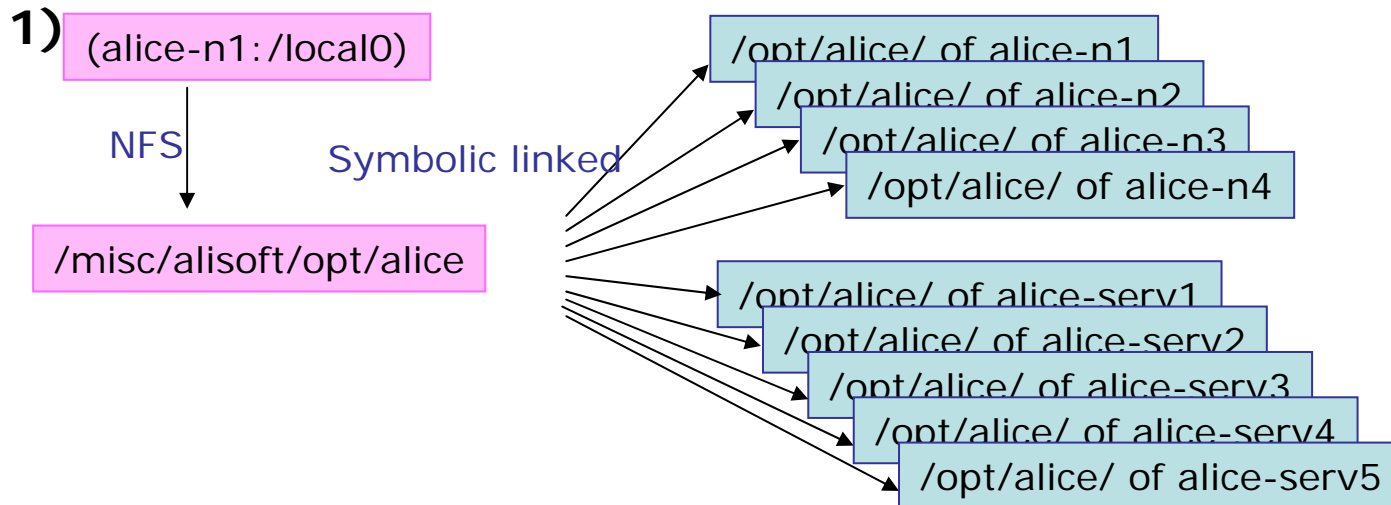 1)
(alice-n1:/local0)
NFS
/misc/alisoft/opt/alice
Symbolic linked
/opt/alice/ of alice-n1
/opt/alice/ of alice-n2
/opt/alice/ of alice-n3
/opt/alice/ of alice-n4
/opt/alice/ of alice-serv1
/opt/alice/ of alice-serv2
/opt/alice/ of alice-serv3
/opt/alice/ of alice-serv4
/opt/alice/ of alice-serv5